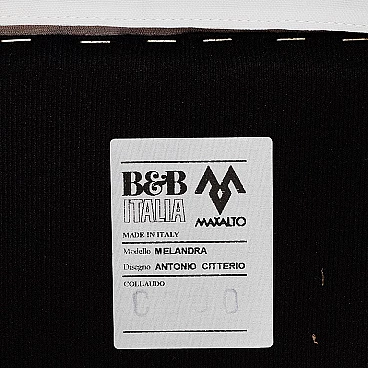 B&B
ITALIA
MAXALTO
MADE IN ITALY
Modello MELANDRA
Disegno ANTONIO CITTERIO
COLLAUDO